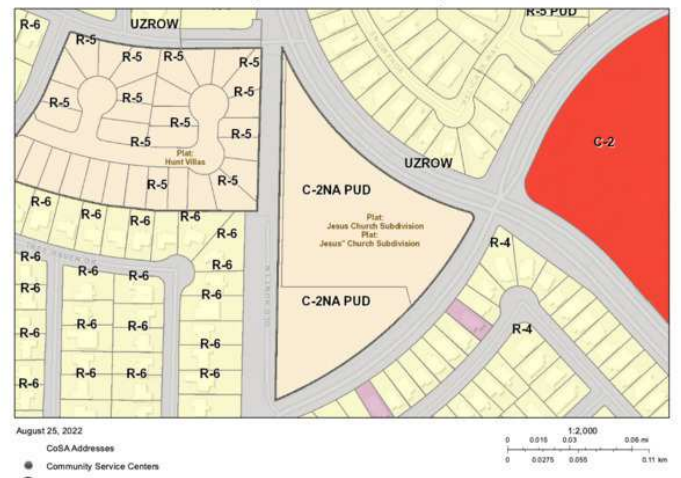 R-6
UZROW
R-5 PUD
R-5
R-5
R-5
R-5
R-5
R-5
R-5
R-5
R-5
R-5
Plat:
Hunt Villas
R-5
R-5
C-2
UZROW
C-2NA PUD
Plat:
Jesus Church Subdivision
Plat:
Jesus" Church Subdivision
R-6
R-6
R-6
R-6
R-6
R-4
R-6
R-6
R-6
R-6
R-6
C-2NA PUD
R-4
R-6
R-6
R-6
R-6
R-6
R-6
R-6
R-6
August 25, 2022
1:2,000
CoSA Addresses
0 0.015 0.03 0.06 mi
Community Service Centers
0 0.0275 0.055 0.11 km